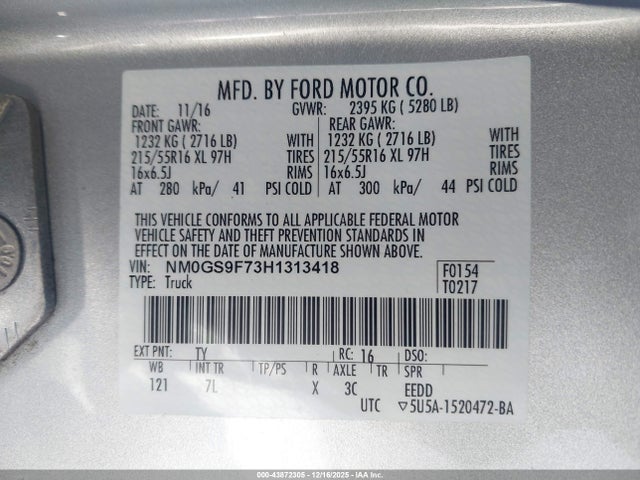 MFD. BY FORD MOTOR CO.
DATE: 11/16 GVWR: 2395 KG ( 5280 LB)
FRONT GAWR: REAR GAWR:
1232 KG ( 2716 LB) WITH 1232 KG ( 2716 LB) WITH
215/55R16 XL 97H TIRES 215/55R16 XL 97H TIRES
16x6.5J RIMS 16x6.5J RIMS
AT 280 kPa/ 41 PSI COLD AT 300 kPa/ 44 PSI COLD
THIS VEHICLE CONFORMS TO ALL APPLICABLE FEDERAL MOTOR
VEHICLE SAFETY AND THEFT PREVENTION STANDARDS IN
EFFECT ON THE DATE OF MANUFACTURE SHOWN ABOVE.
VIN: NM0GS9F73H1313418 F0154
TYPE: Truck T0217
EXT PNT: TY RC: 16 DSO:
WB INT TR TP/PS R AXLE TR SPR
121 7L X 3C EEDD
UTC ▽5U5A-1520472-BA
000-43872305 - 12/16/2025 - IAA